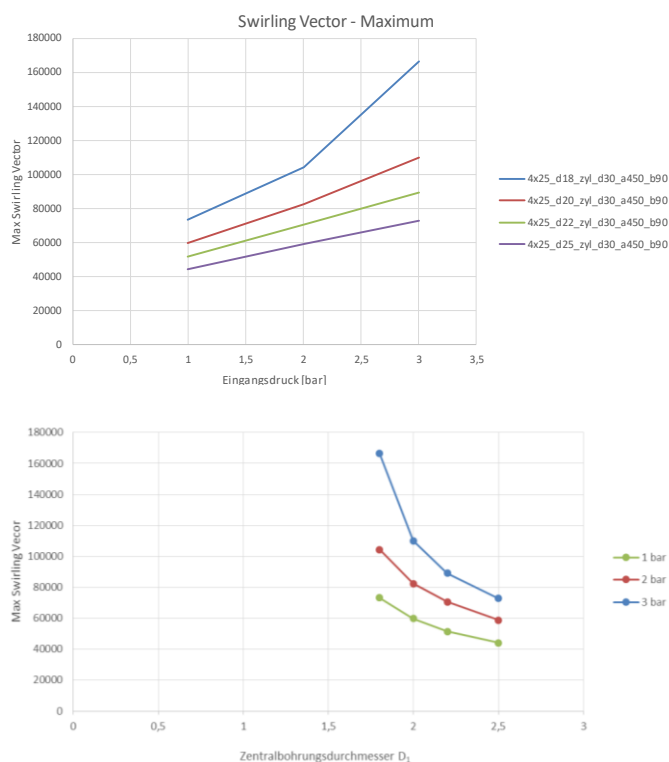 Swirling Vector - Maximum
180000
160000
140000
120000
100000
80000
60000
40000
20000
0
Max Swirling Vector
0 0,5 1 1,5 2 2,5 3 3,5
Eingangsdruck [bar]
4x25_d18_zyl_d30_a450_b90
4x25_d20_zyl_d30_a450_b90
4x25_d22_zyl_d30_a450_b90
4x25_d25_zyl_d30_a450_b90
180000
160000
140000
120000
100000
80000
60000
40000
20000
0
Max Swirling Vecor
0 0,5 1 1,5 2 2,5 3
Zentralbohrungsdurchmesser D₁
1 bar
2 bar
3 bar